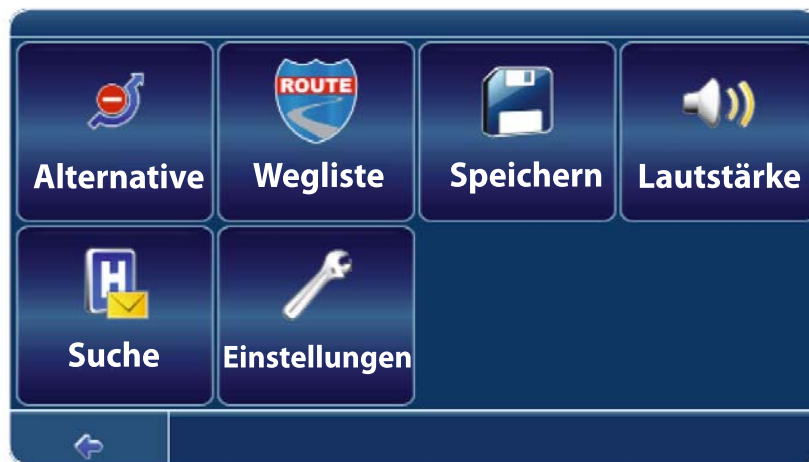 ROUTE
Alternative Wegliste Speichern Lautstärke
H
Suche Einstellungen